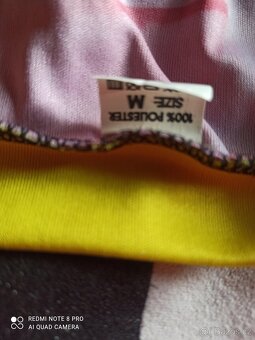 100% POLIESTER
SIZE: M
REDMI NOTE 8 PRO
AI QUAD CAMERA